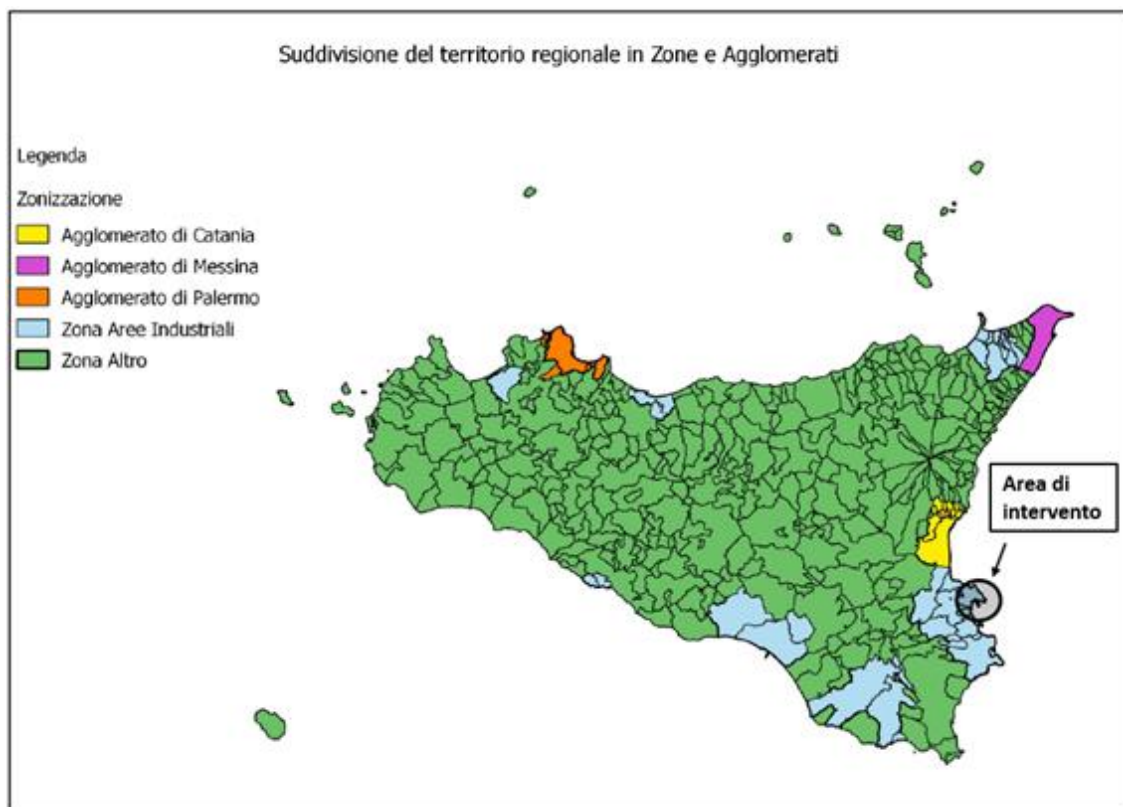 Suddivisione del territorio regionale in Zone e Agglomerati
Legenda
Zonizzazione
Agglomerato di Catania
Agglomerato di Messina
Agglomerato di Palermo
Zona Aree Industriali
Zona Altro
Area di
intervento